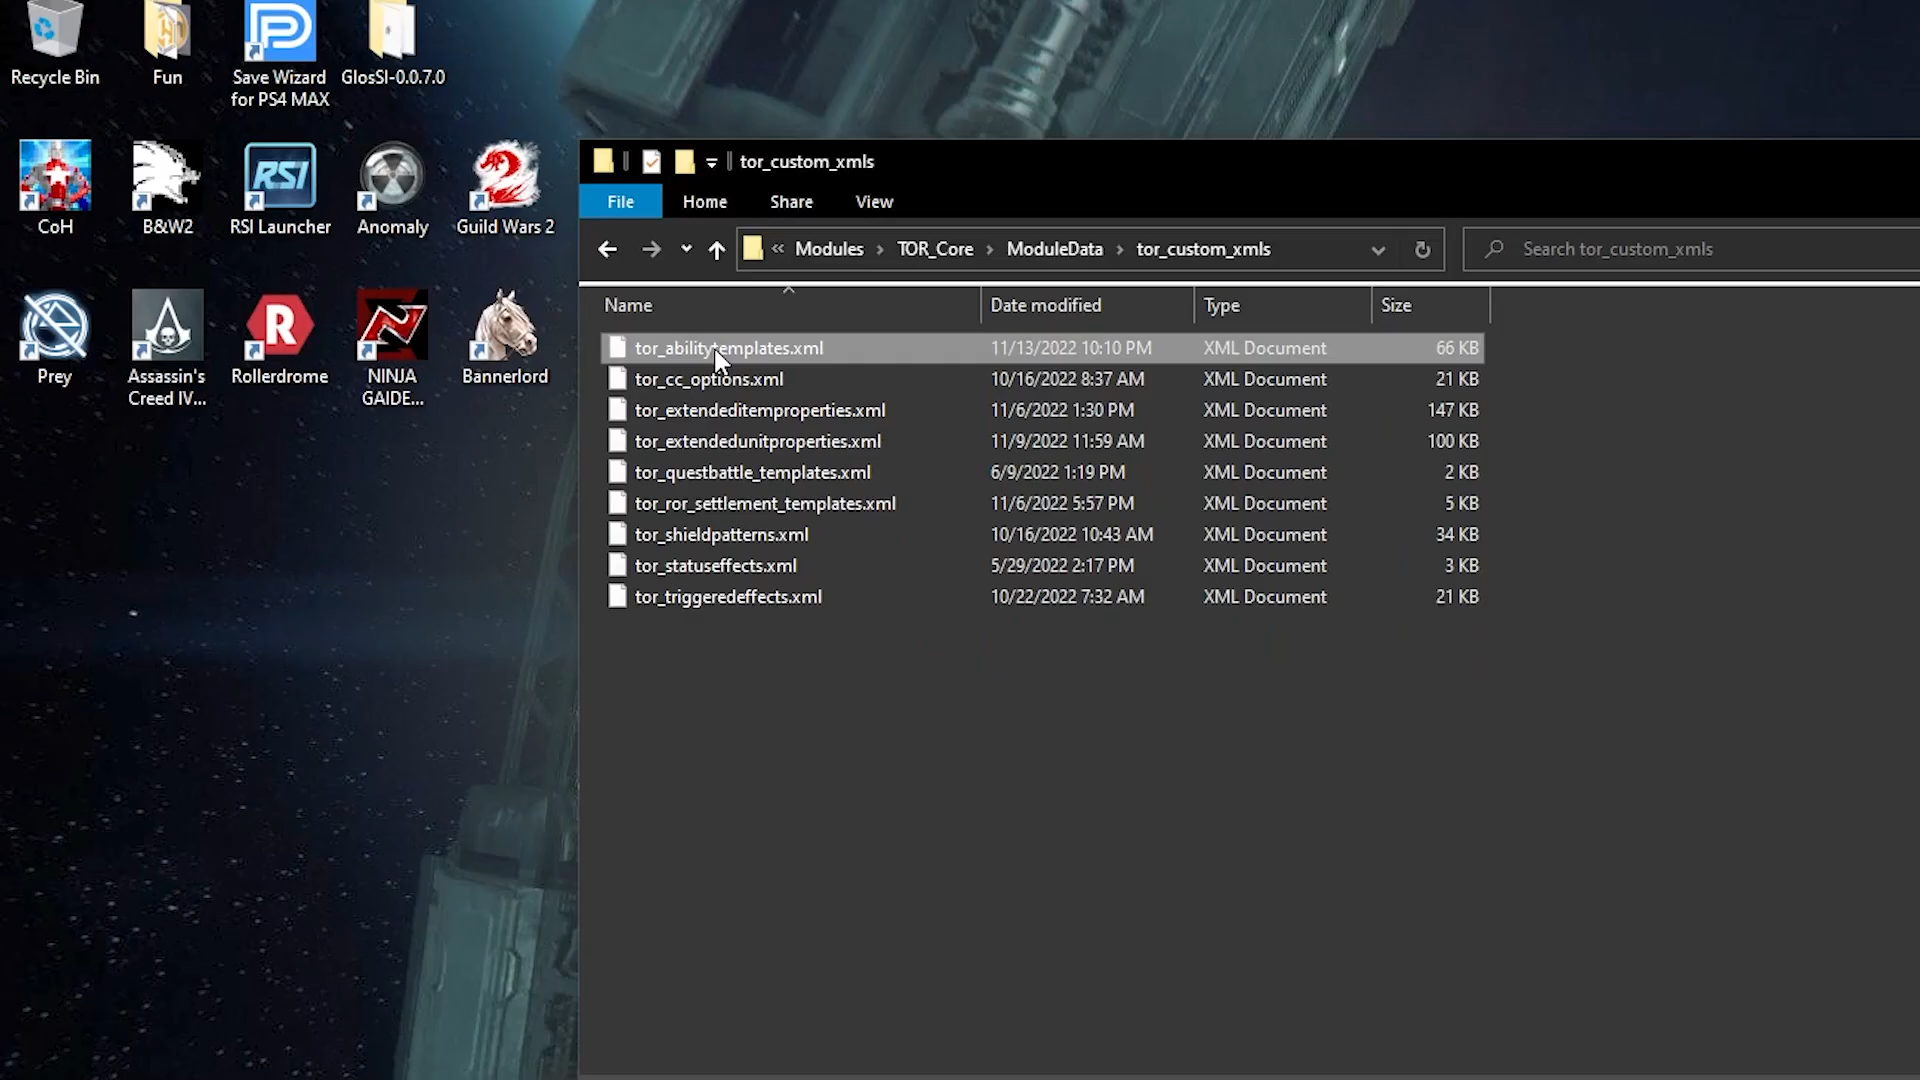 Recycle Bin
Fun
Save Wizard
for PS4 MAX
GlosSI-0.0.7.0
CoH
B&W2
RSI
RSI Launcher
Anomaly
Guild Wars 2
Prey
Assassin's
Creed IV...
R
Rollerdrome
NINJA
GAIDE...
Bannerlord
tor_custom_xmls
File Home Share View
« Modules › TOR_Core › ModuleData › tor_custom_xmls
Search tor_custom_xmls
Name Date modified Type Size
tor_abilitytemplates.xml 11/13/2022 10:10 PM XML Document 66 KB
tor_cc_options.xml 10/16/2022 8:37 AM XML Document 21 KB
tor_extendeditemproperties.xml 11/6/2022 1:30 PM XML Document 147 KB
tor_extendedunitproperties.xml 11/9/2022 11:59 AM XML Document 100 KB
tor_questbattle_templates.xml 6/9/2022 1:19 PM XML Document 2 KB
tor_ror_settlement_templates.xml 11/6/2022 5:57 PM XML Document 5 KB
tor_shieldpatterns.xml 10/16/2022 10:43 AM XML Document 34 KB
tor_statuseffects.xml 5/29/2022 2:17 PM XML Document 3 KB
tor_triggeredeffects.xml 10/22/2022 7:32 AM XML Document 21 KB